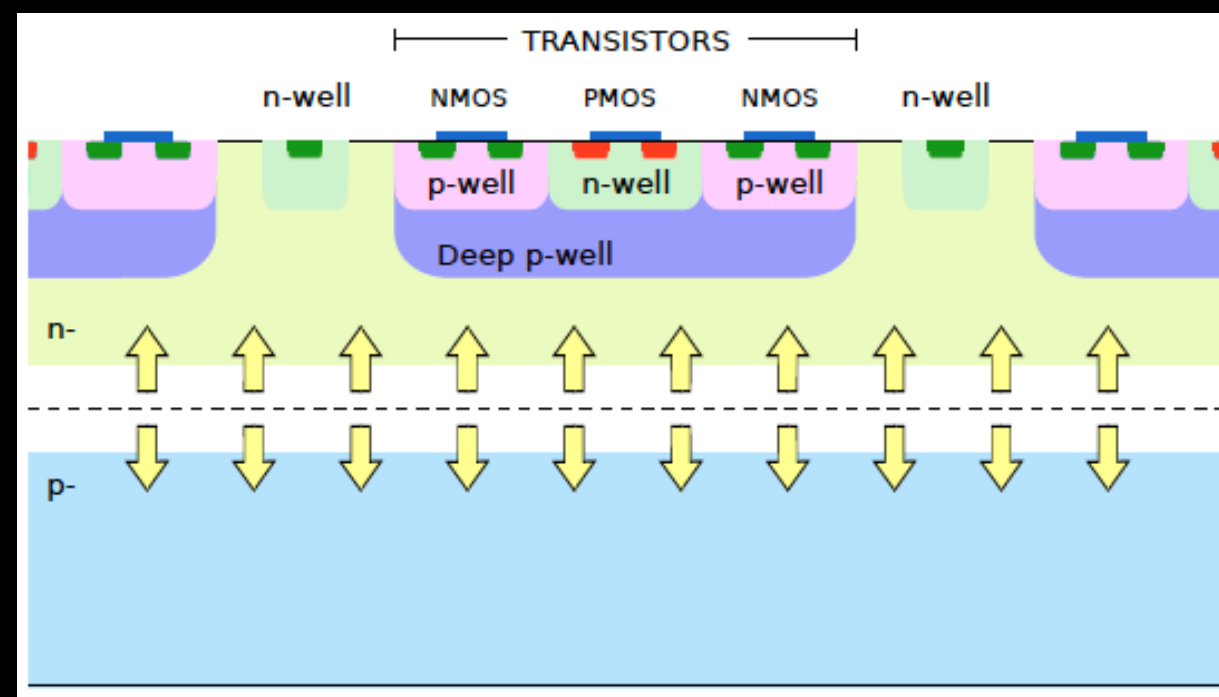 TRANSISTORS
n-well NMOS PMOS NMOS n-well
p-well n-well p-well
Deep p-well
n-
p-